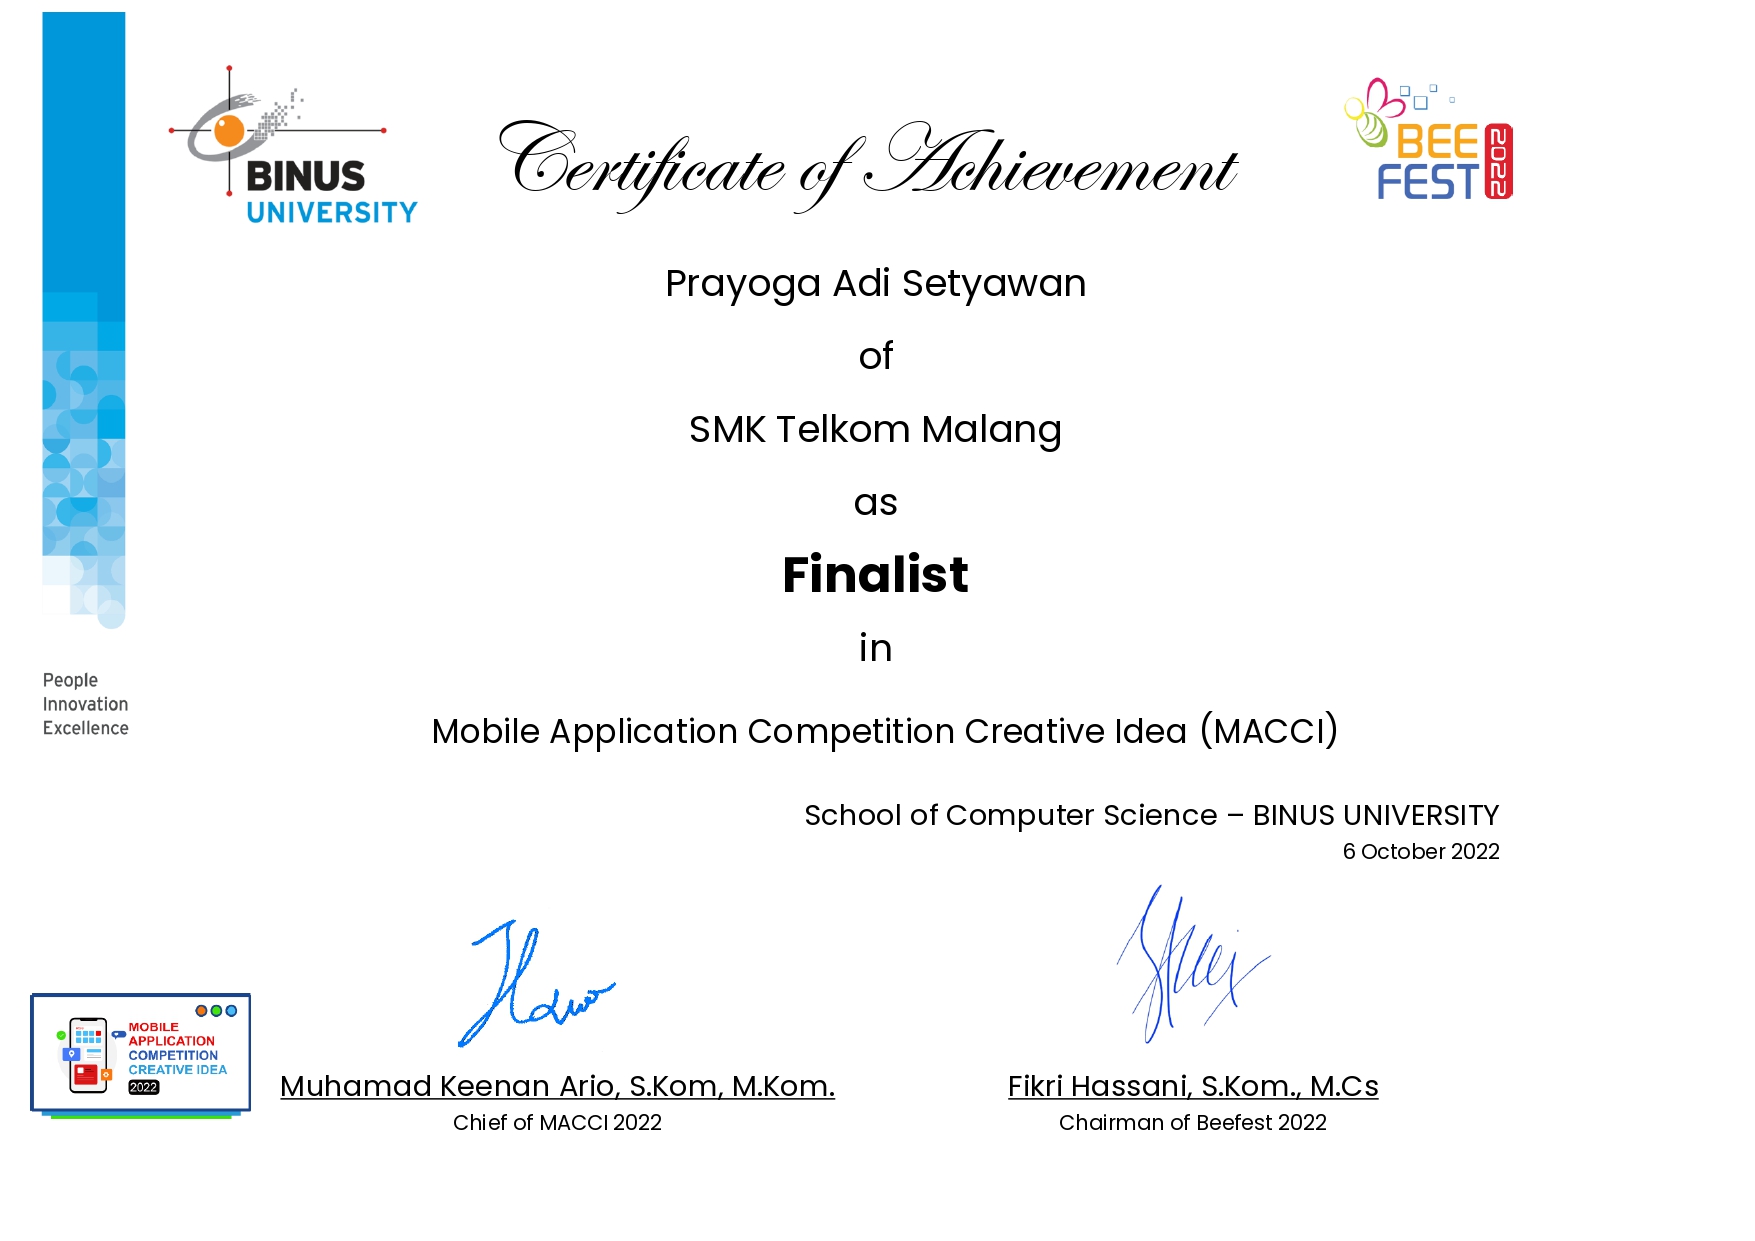 BINUS
UNIVERSITY
Certificate of Achievement
BEE
FEST
2022
Prayoga Adi Setyawan
of
SMK Telkom Malang
as
Finalist
in
People
Innovation
Excellence
Mobile Application Competition Creative Idea (MACCI)
School of Computer Science – BINUS UNIVERSITY
6 October 2022
MOBILE
APPLICATION
COMPETITION
CREATIVE IDEA
2022
Muhamad Keenan Ario, S.Kom, M.Kom.
Chief of MACCI 2022
Fikri Hassani, S.Kom., M.Cs
Chairman of Beefest 2022